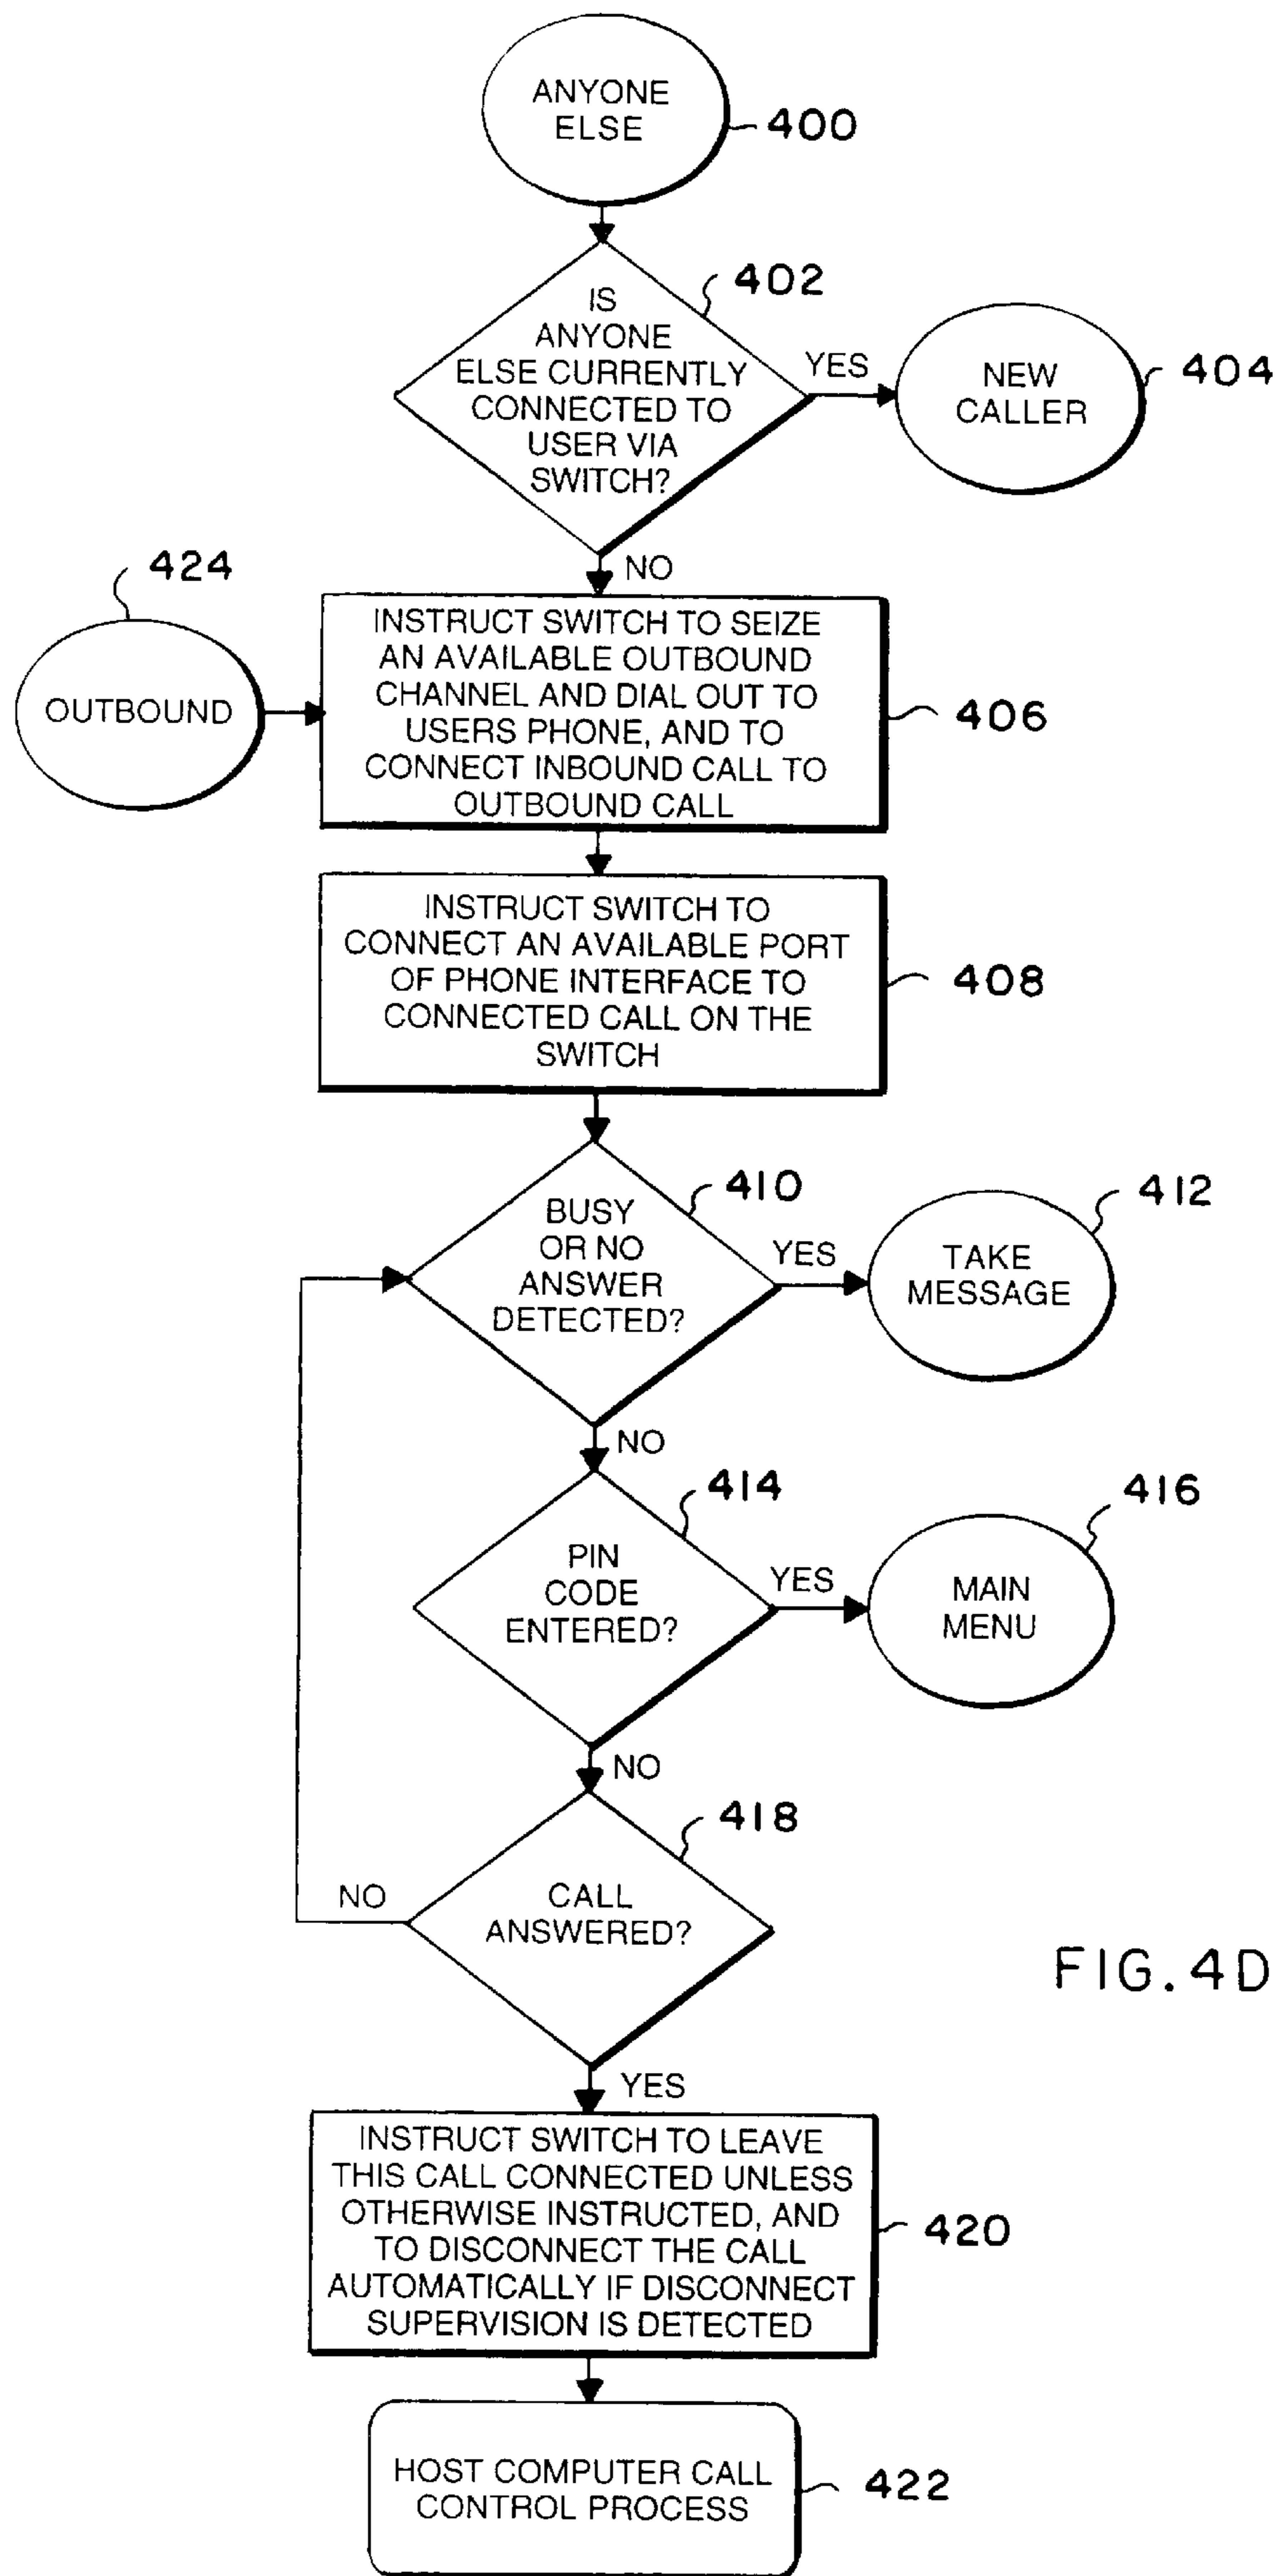 ANYONE
ELSE
400
402
IS
ANYONE
ELSE CURRENTLY
CONNECTED TO
USER VIA
SWITCH?
YES
NEW
CALLER
404
NO
424
OUTBOUND
INSTRUCT SWITCH TO SEIZE
AN AVAILABLE OUTBOUND
CHANNEL AND DIAL OUT TO
USERS PHONE, AND TO
CONNECT INBOUND CALL TO
OUTBOUND CALL
406
INSTRUCT SWITCH TO
CONNECT AN AVAILABLE PORT
OF PHONE INTERFACE TO
CONNECTED CALL ON THE
SWITCH
408
410
BUSY
OR NO
ANSWER
DETECTED?
YES
412
TAKE
MESSAGE
NO
414
PIN
CODE
ENTERED?
YES
416
MAIN
MENU
NO
418
CALL
ANSWERED?
NO
FIG. 4D
YES
INSTRUCT SWITCH TO LEAVE
THIS CALL CONNECTED UNLESS
OTHERWISE INSTRUCTED, AND
TO DISCONNECT THE CALL
AUTOMATICALLY IF DISCONNECT
SUPERVISION IS DETECTED
420
HOST COMPUTER CALL
CONTROL PROCESS
422